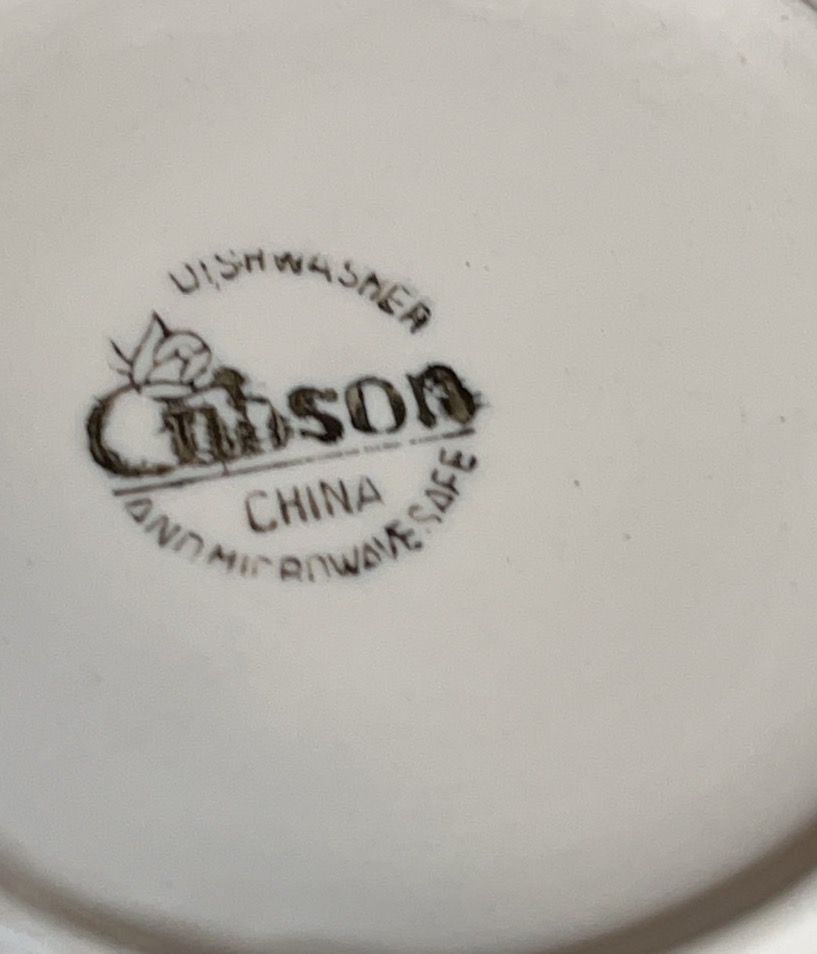 DISHWASHER
Gibson
CHINA
AND MICROWAVE SAFE